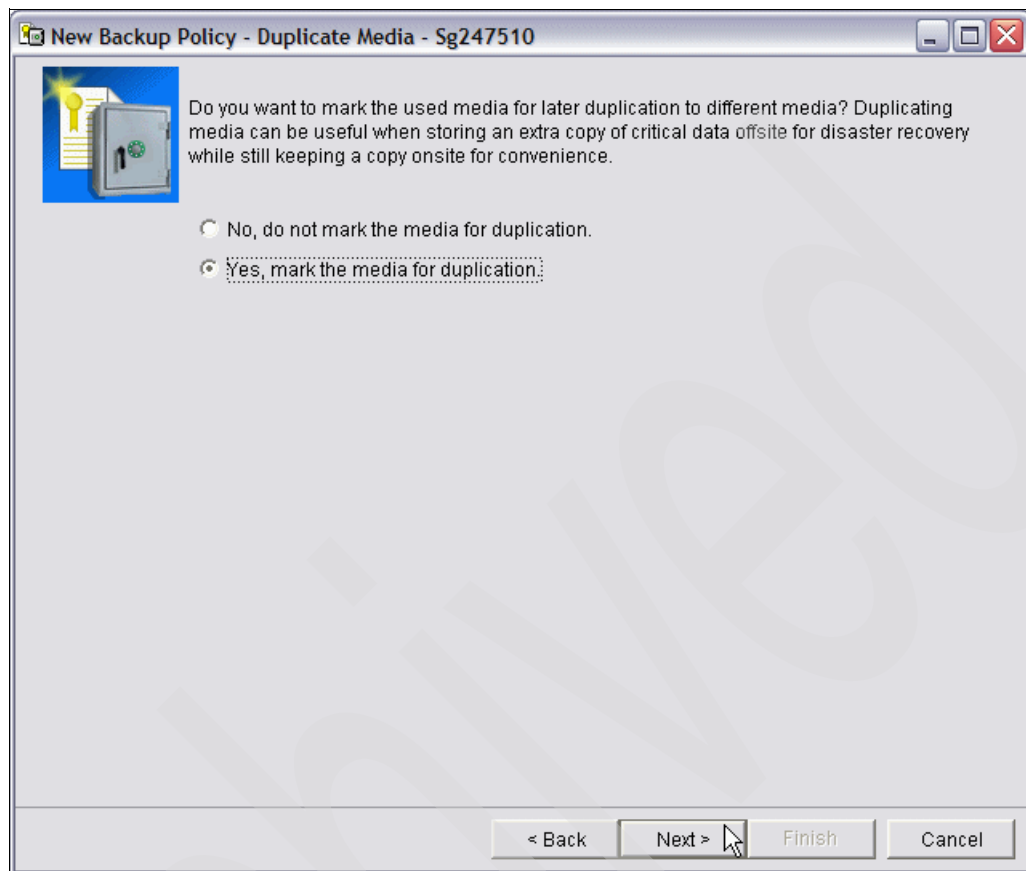 New Backup Policy - Duplicate Media - Sg247510
Do you want to mark the used media for later duplication to different media? Duplicating
media can be useful when storing an extra copy of critical data offsite for disaster recovery
while still keeping a copy onsite for convenience.
No, do not mark the media for duplication.
Yes, mark the media for duplication.
< Back
Next >
Finish
Cancel